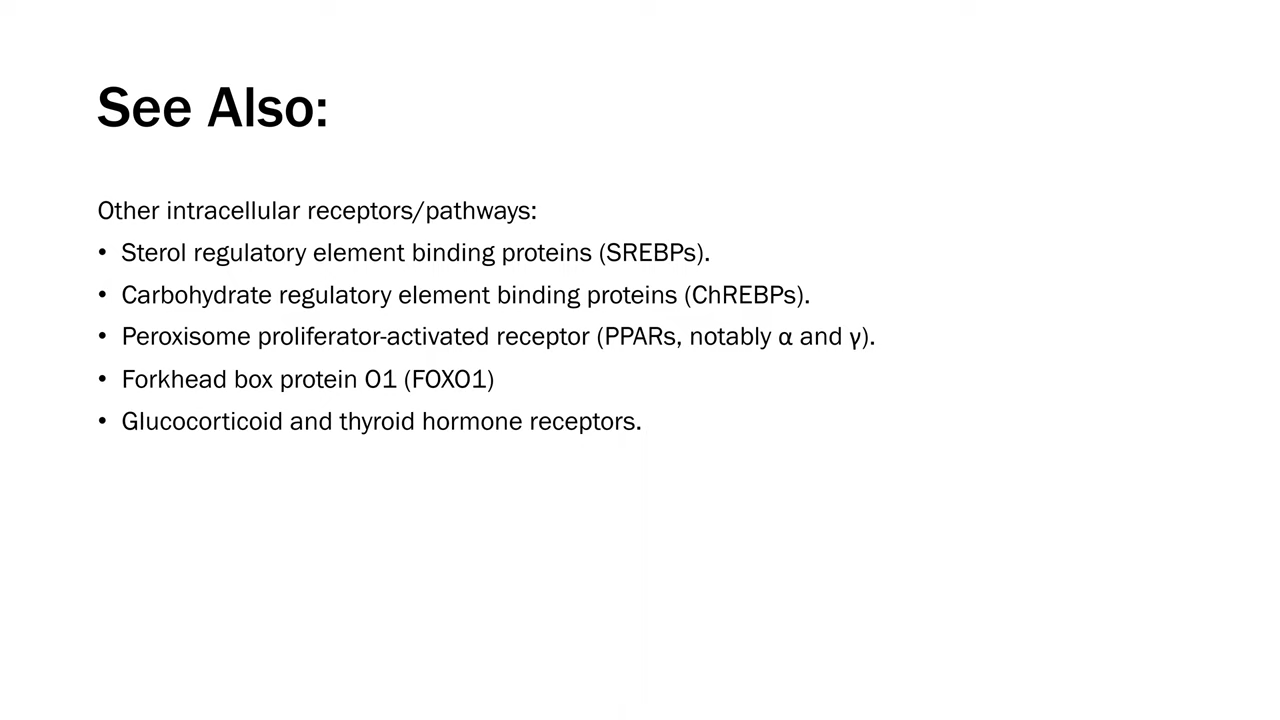 See Also:
Other intracellular receptors/pathways:
• Sterol regulatory element binding proteins (SREBPs).
• Carbohydrate regulatory element binding proteins (ChREBPs).
• Peroxisome proliferator-activated receptor (PPARs, notably α and γ).
• Forkhead box protein O1 (FOXO1)
• Glucocorticoid and thyroid hormone receptors.